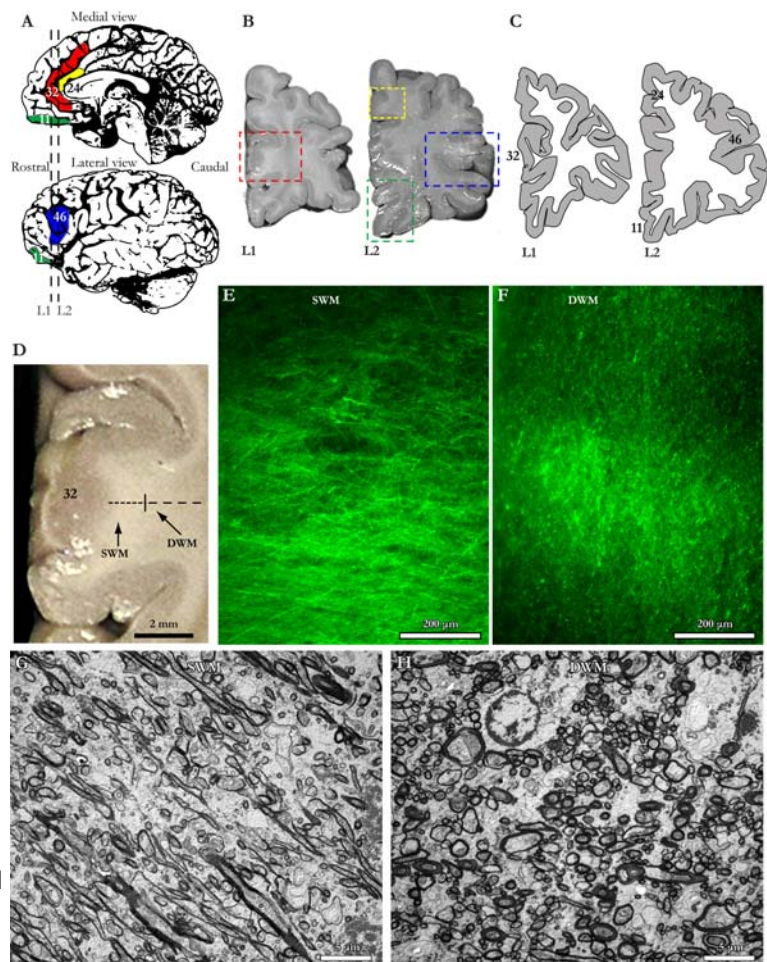 A
Medial view
32
24
11
Rostral
Lateral view
Caudal
46
11
L1 L2
B
L1
L2
C
32
L1
24
46
11
L2
D
32
SWM
DWM
2 mm
E
SWM
200 µm
F
DWM
200 µm
G
SWM
5 µm
H
DWM
5 µm